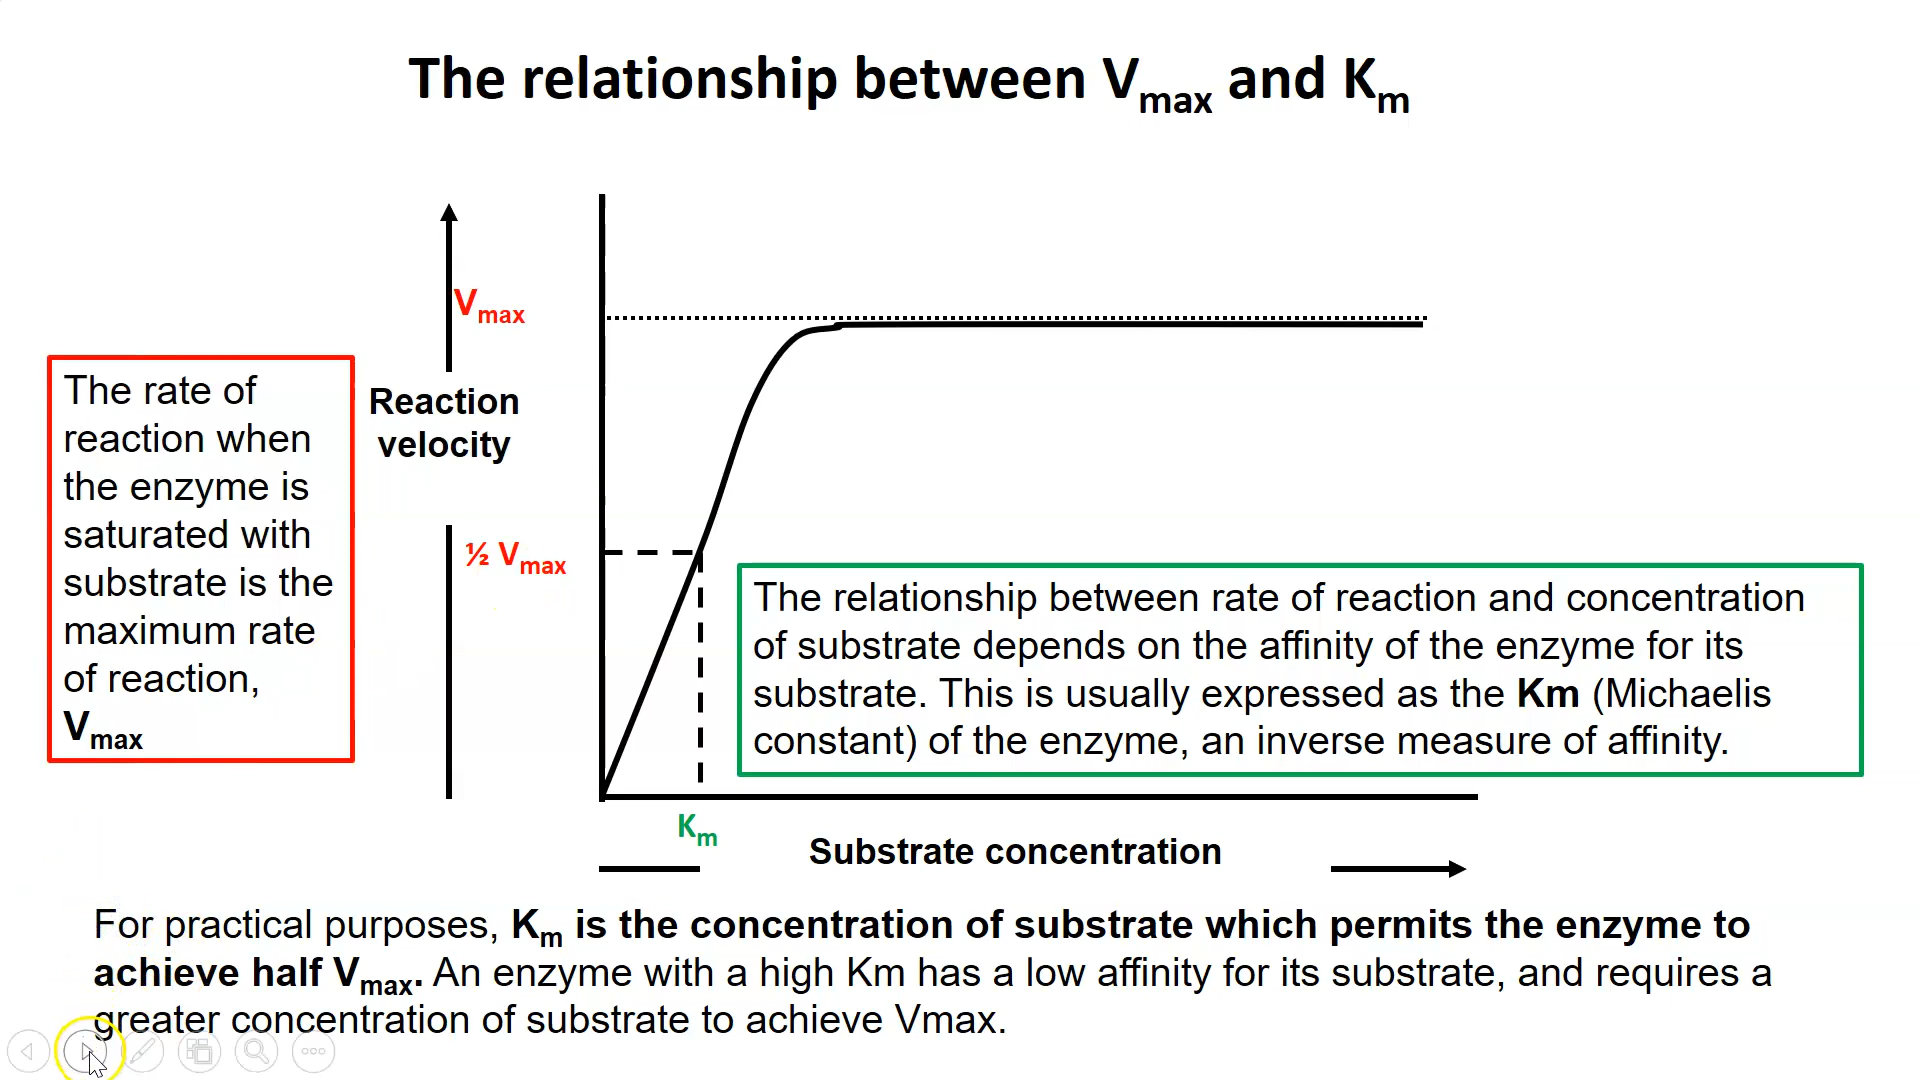 The relationship between Vmax and Km
Vmax
The rate of
reaction when
the enzyme is
saturated with
substrate is the
maximum rate
of reaction,
Vmax
Reaction
velocity
½ Vmax
The relationship between rate of reaction and concentration
of substrate depends on the affinity of the enzyme for its
substrate. This is usually expressed as the Km (Michaelis
constant) of the enzyme, an inverse measure of affinity.
Km
Substrate concentration
For practical purposes, Km is the concentration of substrate which permits the enzyme to
achieve half Vmax. An enzyme with a high Km has a low affinity for its substrate, and requires a
greater concentration of substrate to achieve Vmax.